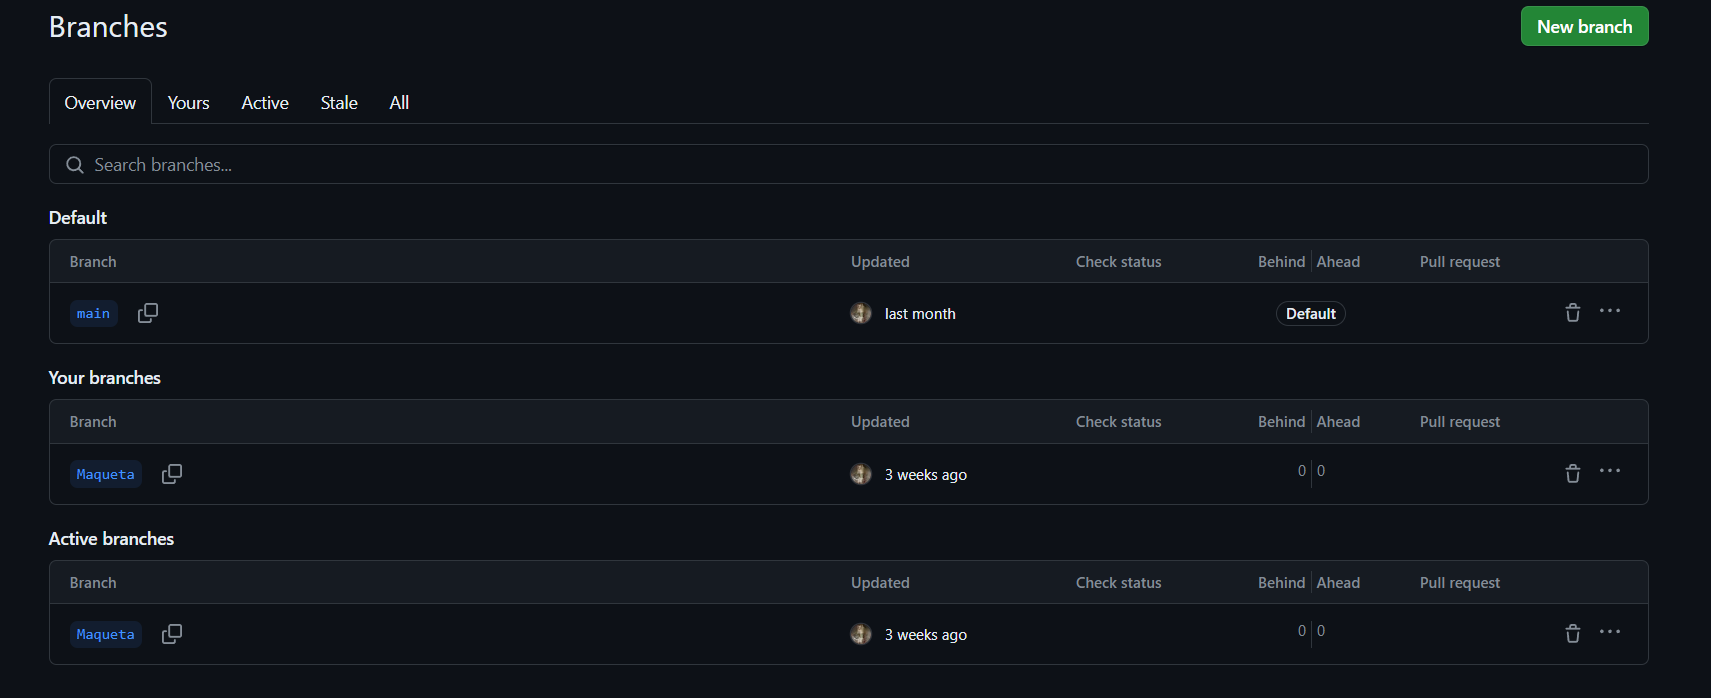 Branches
New branch
Overview Yours Active Stale All
Search branches...
Default
Branch Updated Check status Behind Ahead Pull request
main last month Default
Your branches
Branch Updated Check status Behind Ahead Pull request
Maqueta 3 weeks ago 0 0
Active branches
Branch Updated Check status Behind Ahead Pull request
Maqueta 3 weeks ago 0 0